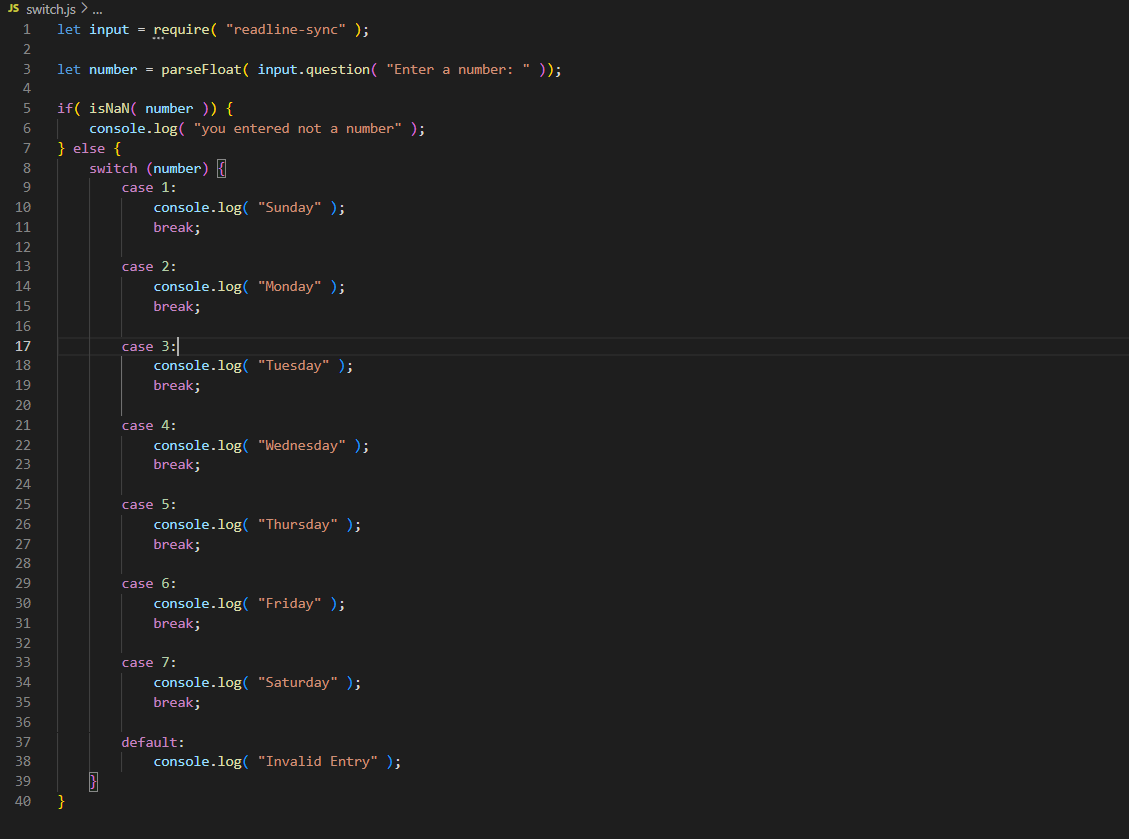 JS switch.js > ...
1 let input = require( "readline-sync" );
2
3 let number = parseFloat( input.question( "Enter a number: " ));
4
5 if( isNaN( number )) {
6     console.log( "you entered not a number" );
7 } else {
8     switch (number) {
9         case 1:
10             console.log( "Sunday" );
11             break;
12
13         case 2:
14             console.log( "Monday" );
15             break;
16
17         case 3:
18             console.log( "Tuesday" );
19             break;
20
21         case 4:
22             console.log( "Wednesday" );
23             break;
24
25         case 5:
26             console.log( "Thursday" );
27             break;
28
29         case 6:
30             console.log( "Friday" );
31             break;
32
33         case 7:
34             console.log( "Saturday" );
35             break;
36
37         default:
38             console.log( "Invalid Entry" );
39     }
40 }